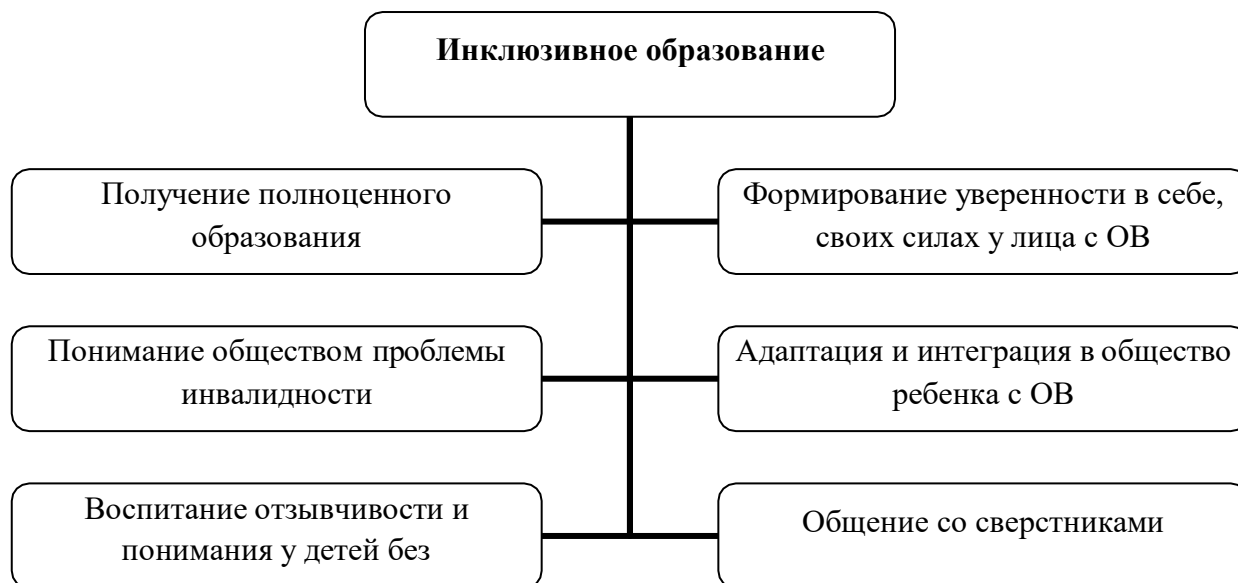 Инклюзивное образование
Получение полноценного
образования
Формирование уверенности в себе,
своих силах у лица с ОВ
Понимание обществом проблемы
инвалидности
Адаптация и интеграция в общество
ребенка с ОВ
Воспитание отзывчивости и
понимания у детей без
Общение со сверстниками